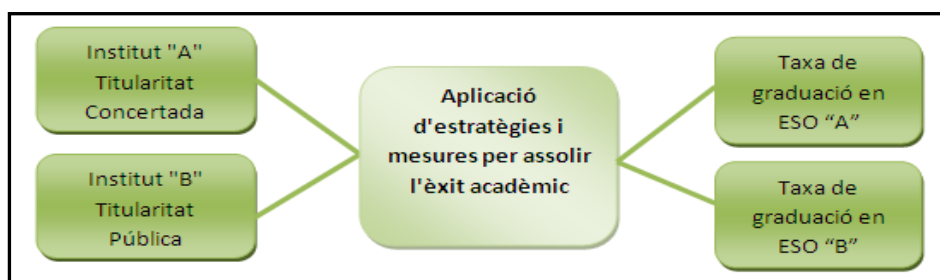 Institut "A"
Titularitat
Concertada
Institut "B"
Titularitat
Pública
Aplicació
d'estratègies i
mesures per assolir
l'èxit acadèmic
Taxa de
graduació en
ESO “A”
Taxa de
graduació en
ESO “B”